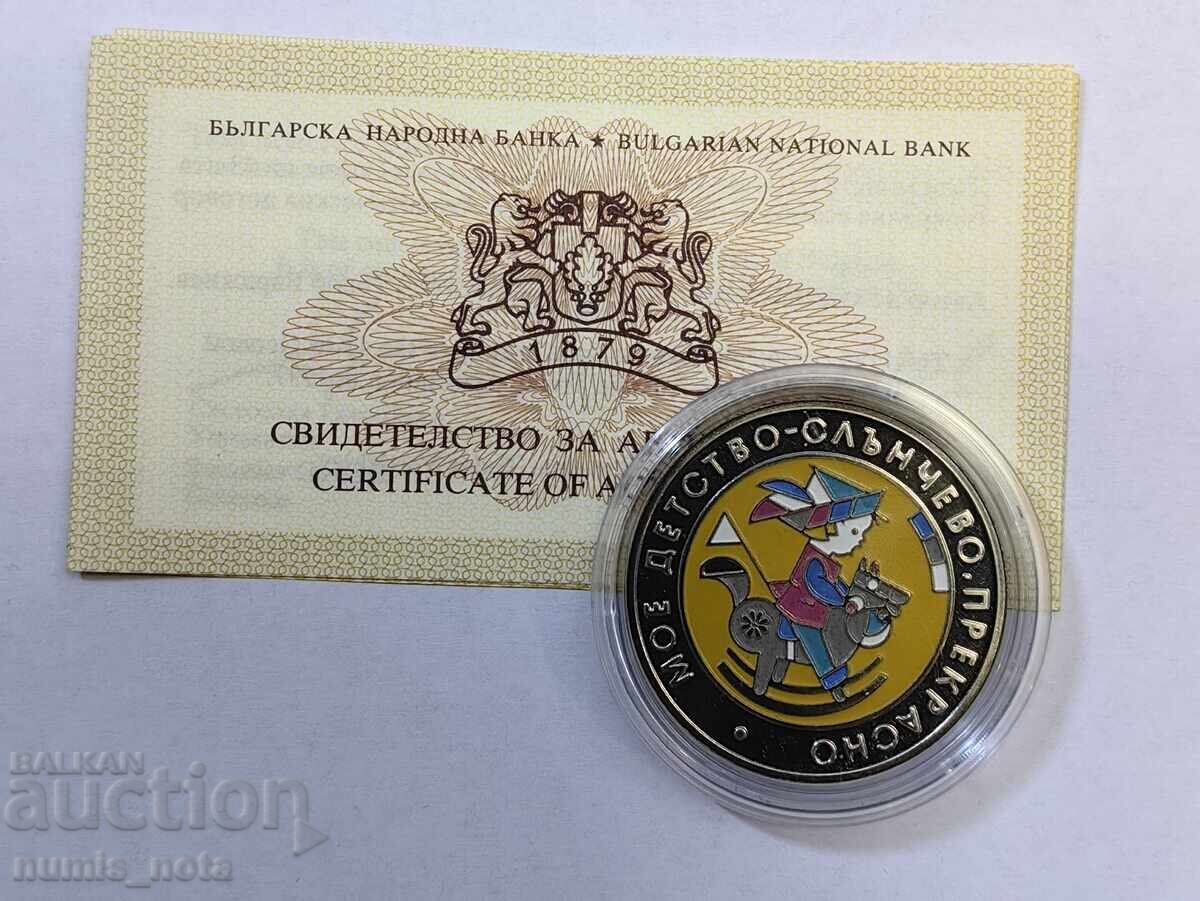 БЪЛГАРСКА НАРОДНА БАНКА ★ BULGARIAN NATIONAL BANK
1879
СВИДЕТЕЛСТВО ЗА
CERTIFICATE OF
МОЕ ДЕТСТВО-СЛЪНЧЕВО, ПРЕКРАСНО •
BALKAN
auction
numis_nota